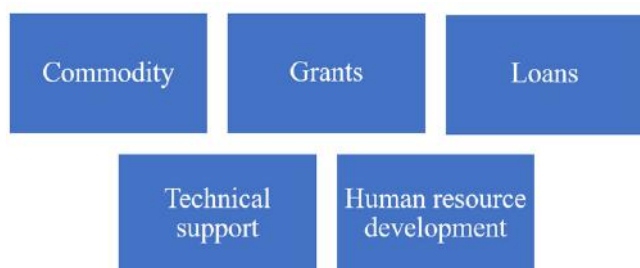 Commodity
Grants
Loans
Technical
support
Human resource
development